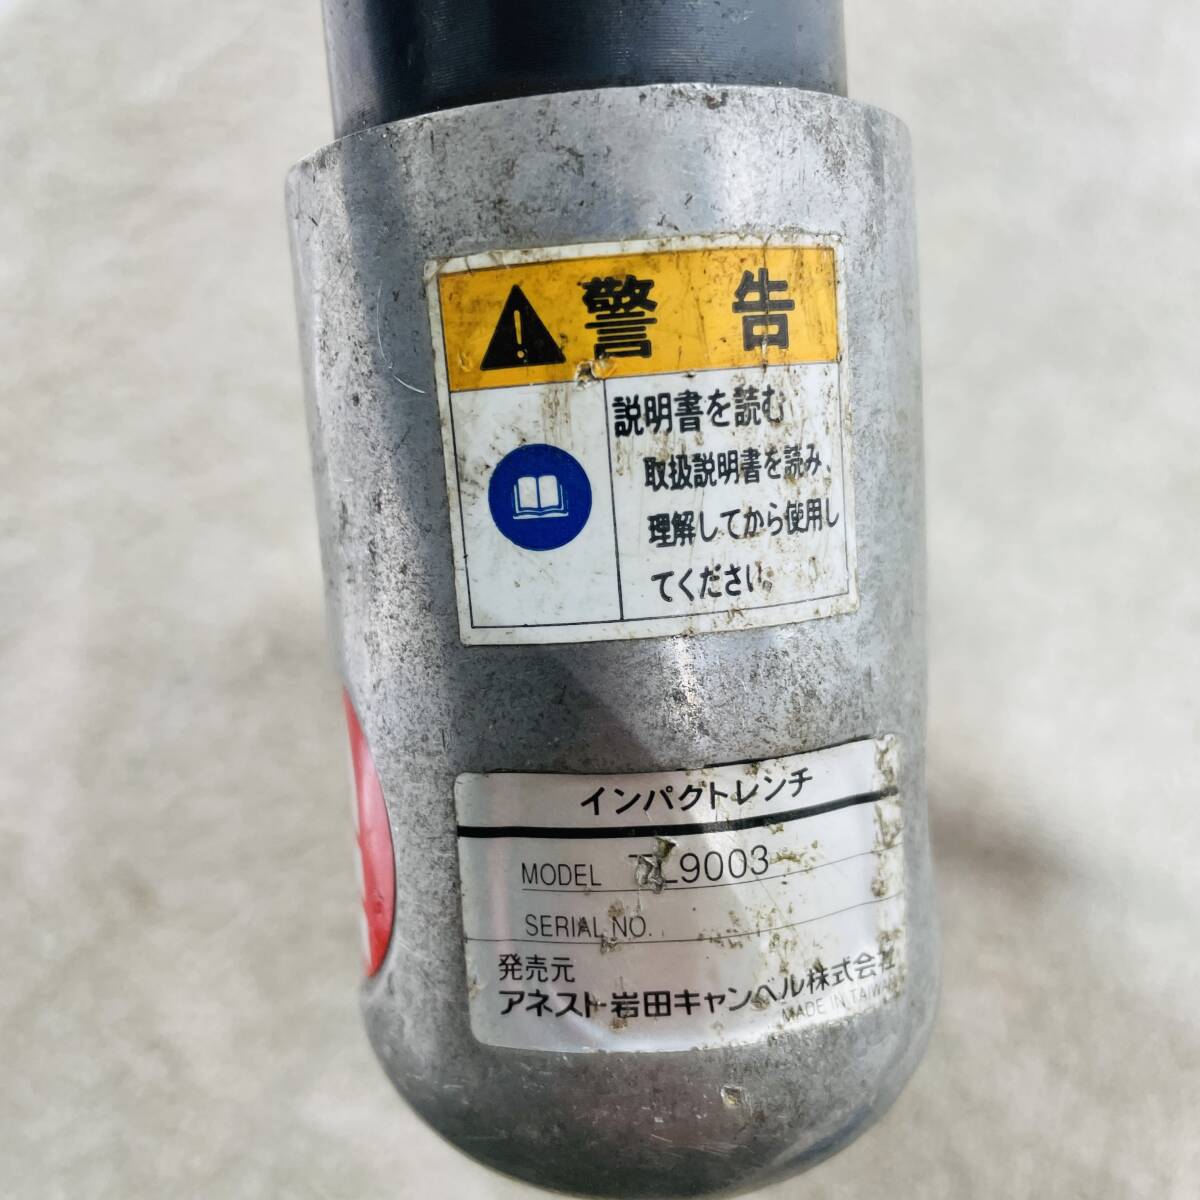 警告
説明書を読む
取扱説明書を読み、
理解してから使用し
てください。
インパクトレンチ
MODEL
SERIAL NO.
発売元
アネスト岩田キャンベル株式会社
MADE IN TAIWAN